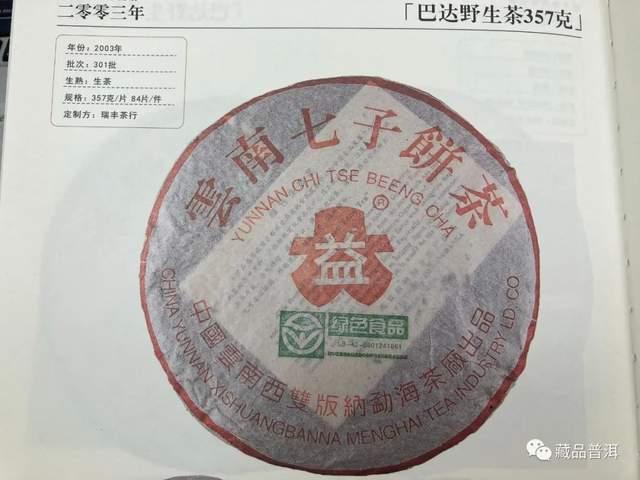 二零零三年
「巴达野生茶357克」
年份：2003年
批次：301批
生熟：生茶
规格：357克/片 84片/件
定制方：瑞丰茶行
雲南七子餅茶
YUNNAN CHI TSE BEENG CHA
®
益
绿色食品
中國雲南西雙版納勐海茶廠出品
CHINA YUNNAN XISHUANGBANNA MENGHAI TEA INDUSTRY LD.CO
藏品普洱